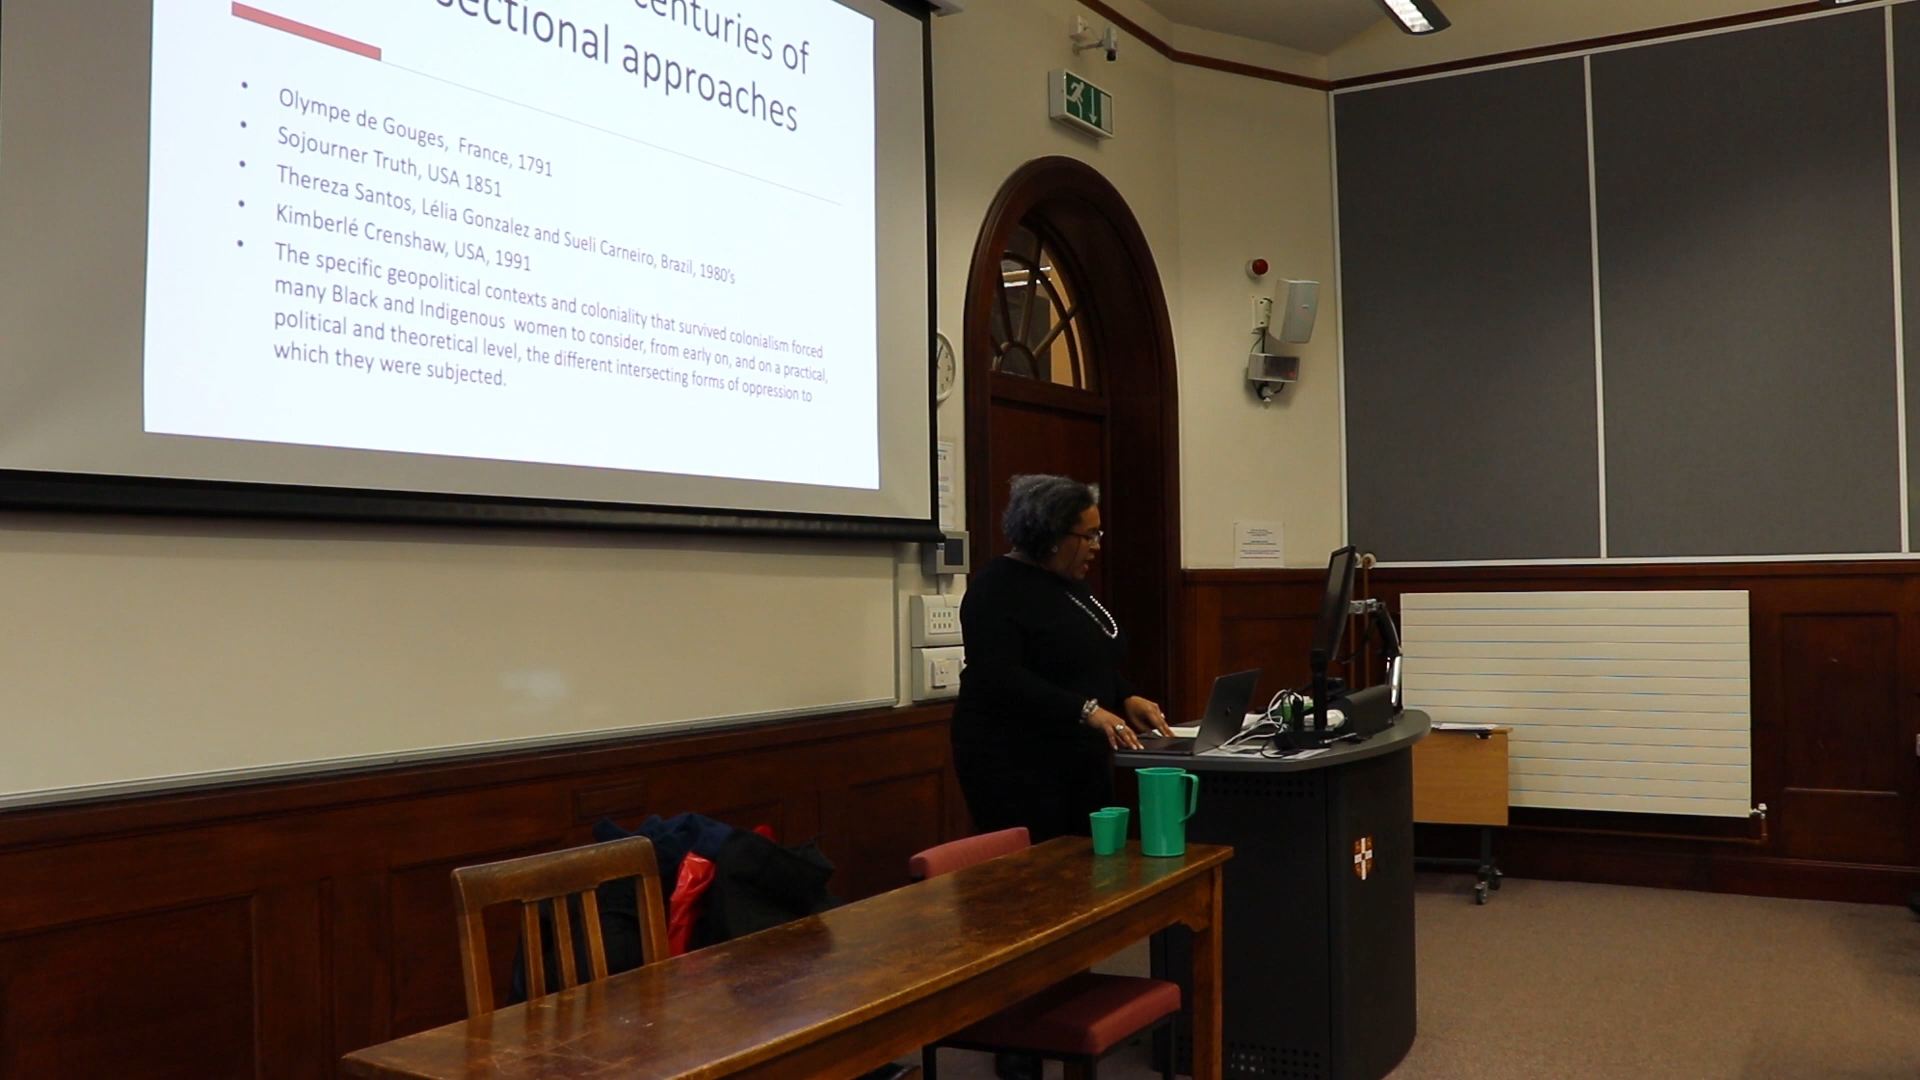 centuries of
sectional approaches
• Olympe de Gouges, France, 1791
• Sojourner Truth, USA 1851
• Thereza Santos, Lélia Gonzalez and Sueli Carneiro, Brazil, 1980's
• Kimberlé Crenshaw, USA, 1991
• The specific geopolitical contexts and coloniality that survived colonialism forced
many Black and Indigenous women to consider, from early on, and on a practical,
political and theoretical level, the different intersecting forms of oppression to
which they were subjected.